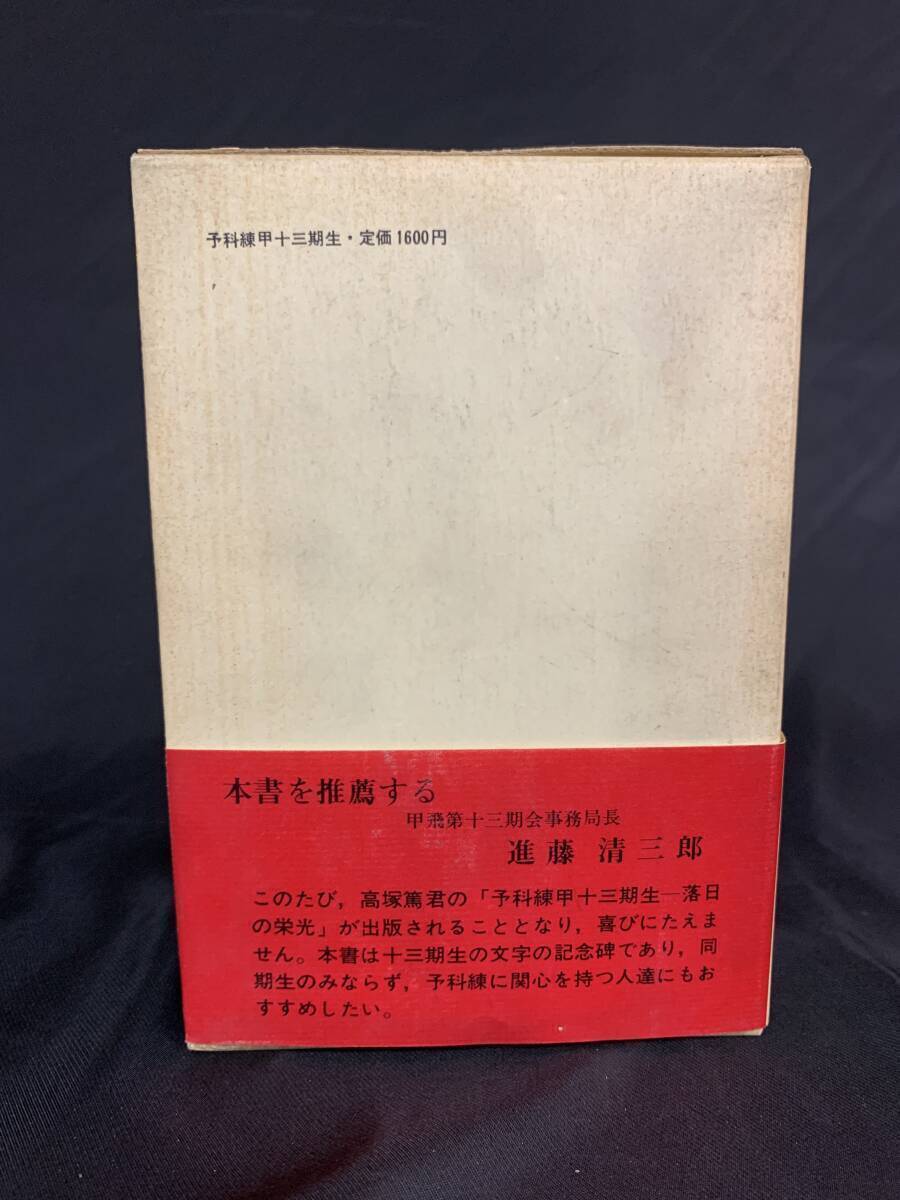 予科練甲十三期生・定価1600円
本書を推薦する
甲飛第十三期会事務局長
進藤 清三郎
このたび，高塚篤君の「予科練甲十三期生―落日
の栄光」が出版されることとなり，喜びにたえま
せん。本書は十三期生の文字の記念碑であり，同
期生のみならず，予科練に関心を持つ人達にもお
すすめしたい。